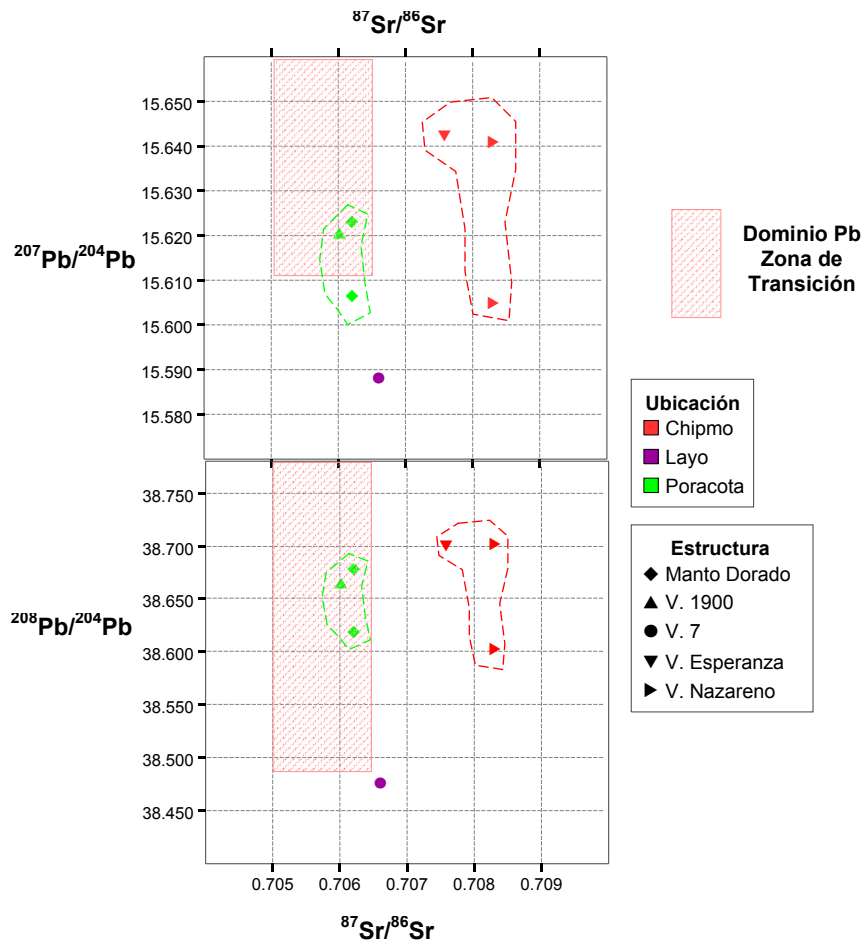 ⁸⁷Sr/⁸⁶Sr
15.650
15.640
15.630
15.620
15.610
15.600
15.590
15.580
²⁰⁷Pb/²⁰⁴Pb
Dominio Pb
Zona de
Transición
Ubicación
Chipmo
Layo
Poracota
38.750
38.700
38.650
38.600
38.550
38.500
38.450
²⁰⁸Pb/²⁰⁴Pb
Estructura
Manto Dorado
V. 1900
V. 7
V. Esperanza
V. Nazareno
0.705
0.706
0.707
0.708
0.709
⁸⁷Sr/⁸⁶Sr